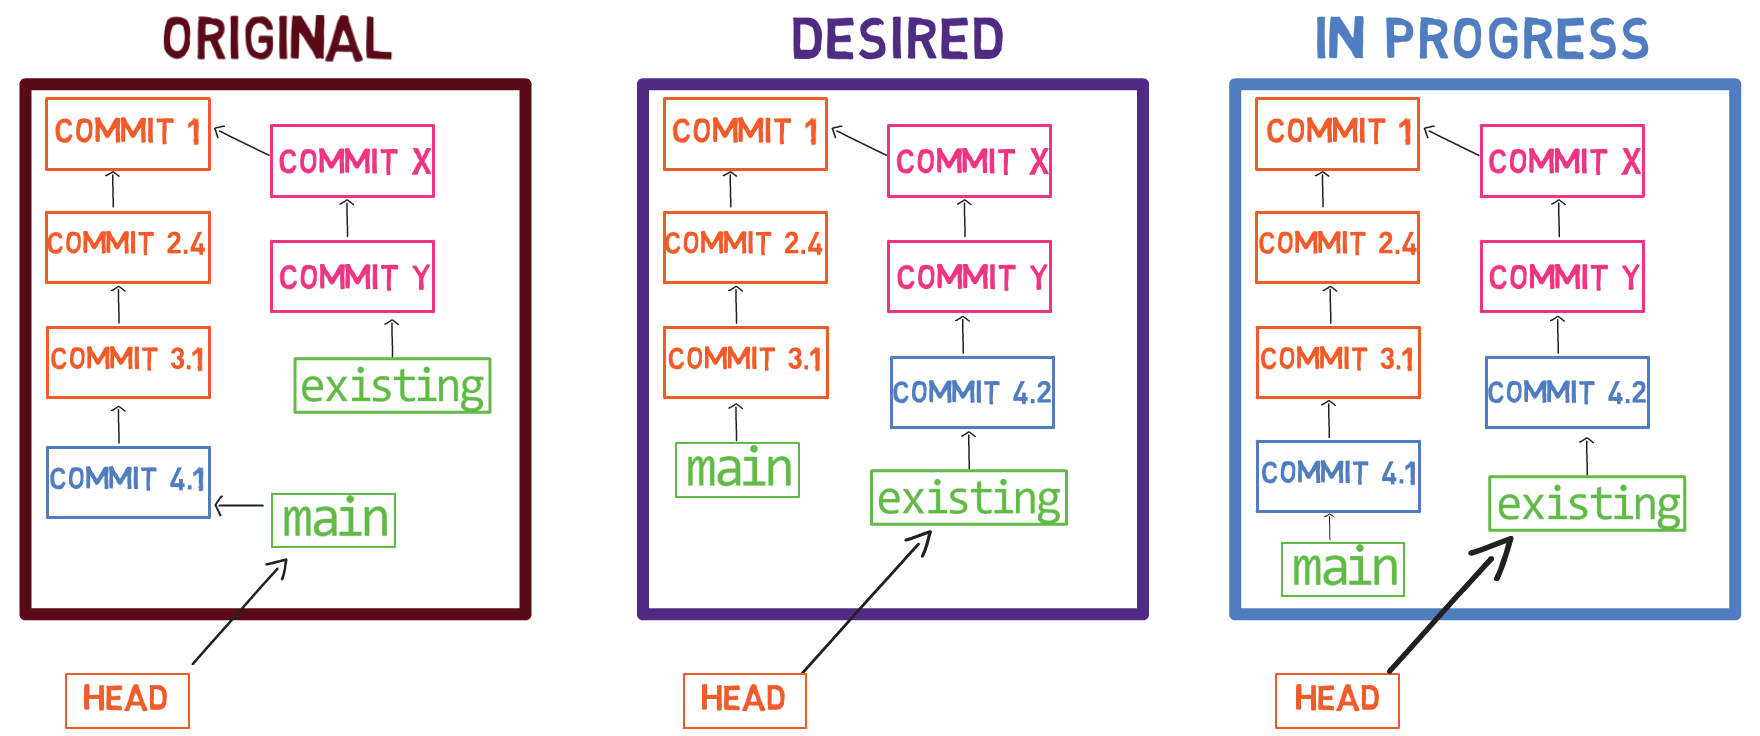 ORIGINAL
COMMIT 1
COMMIT X
COMMIT 2.4
COMMIT Y
COMMIT 3.1
existing
COMMIT 4.1
main
HEAD
DESIRED
COMMIT 1
COMMIT X
COMMIT 2.4
COMMIT Y
COMMIT 3.1
COMMIT 4.2
main
existing
HEAD
IN PROGRESS
COMMIT 1
COMMIT X
COMMIT 2.4
COMMIT Y
COMMIT 3.1
COMMIT 4.2
COMMIT 4.1
existing
main
HEAD